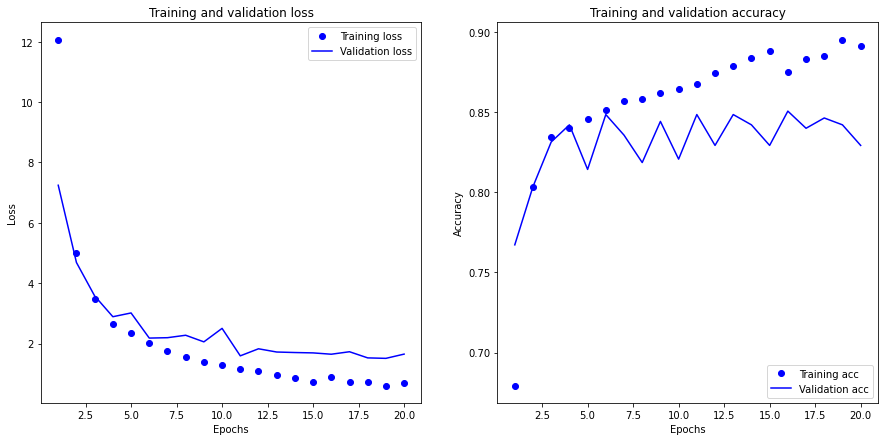 Training and validation loss
Training loss
Validation loss
12
10
8
6
4
2
Loss
2.5 5.0 7.5 10.0 12.5 15.0 17.5 20.0
Epochs
Training and validation accuracy
0.90
0.85
0.80
0.75
0.70
Accuracy
Training acc
Validation acc
2.5 5.0 7.5 10.0 12.5 15.0 17.5 20.0
Epochs